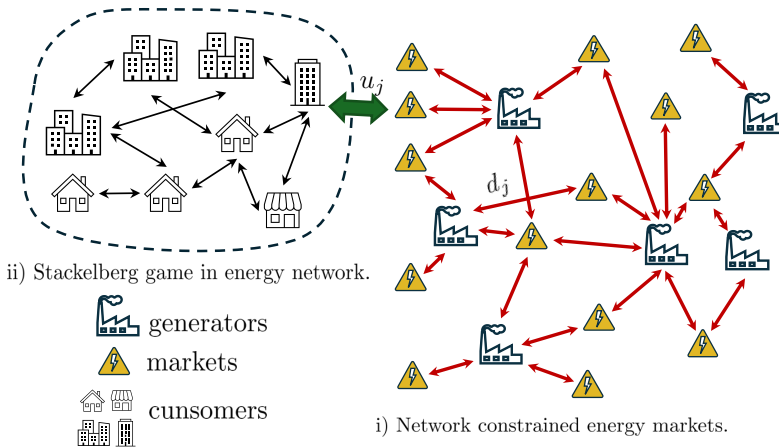 u_j
d_j
ii) Stackelberg game in energy network.
generators
markets
cunsomers
i) Network constrained energy markets.